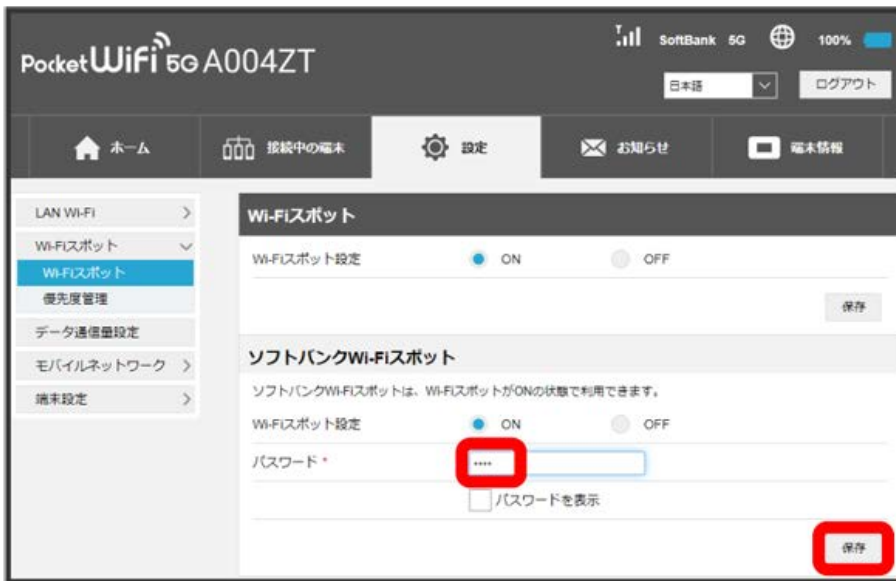 SoftBank 5G 100%
PocketWiFi 5G A004ZT
日本語 ログアウト
ホーム 接続中の端末 設定 お知らせ 端末情報
LAN Wi-Fi
Wi-Fiスポット
Wi-Fiスポット
優先度管理
データ通信量設定
モバイルネットワーク
端末設定
Wi-Fiスポット
Wi-Fiスポット設定 ON OFF
保存
ソフトバンクWi-Fiスポット
ソフトバンクWi-Fiスポットは、Wi-FiスポットがONの状態で利用できます。
Wi-Fiスポット設定 ON OFF
パスワード * ••••
パスワードを表示
保存